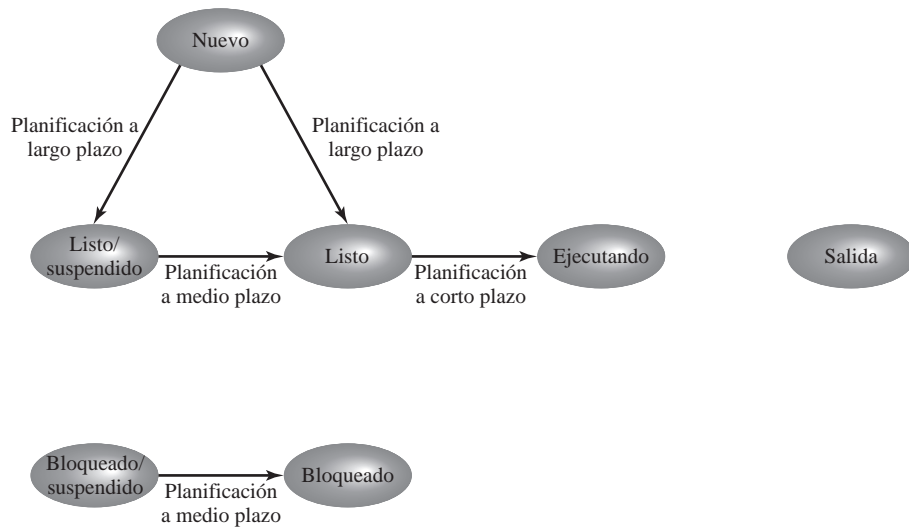 Nuevo
Planificación a
largo plazo
Planificación a
largo plazo
Listo/
suspendido
Planificación
a medio plazo
Listo
Planificación
a corto plazo
Ejecutando
Salida
Bloqueado/
suspendido
Planificación
a medio plazo
Bloqueado